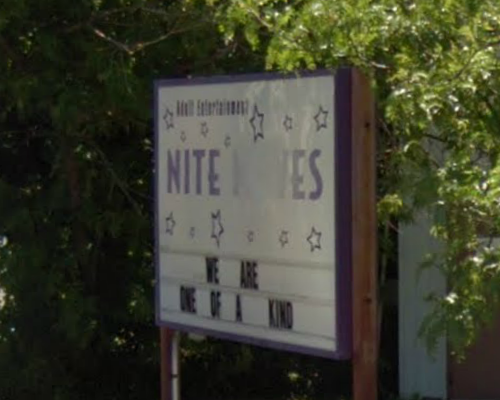 Adult Entertainment
NITE
WE ARE
ONE OF A KIND